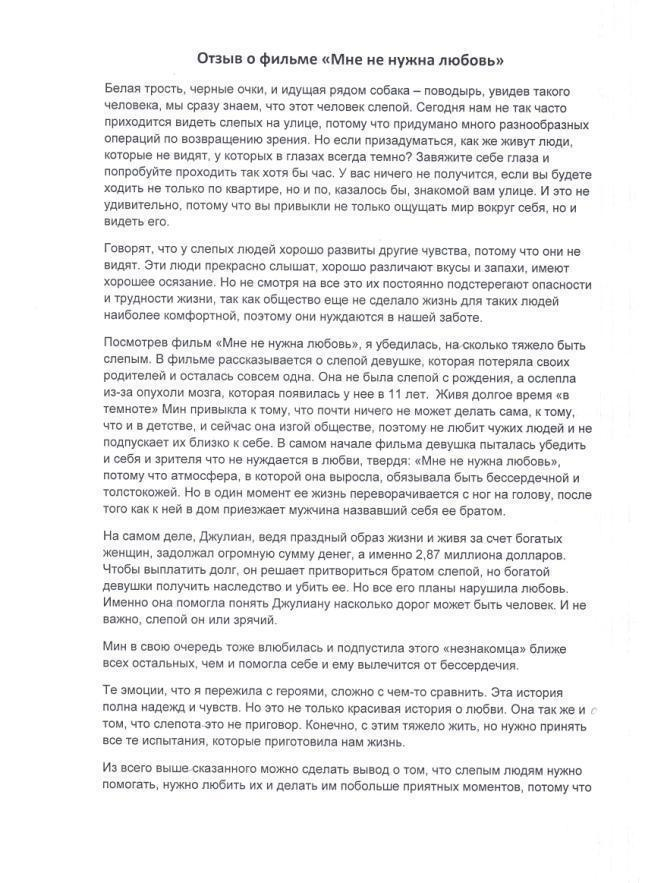 Отзыв о фильме «Мне не нужна любовь»
Белая трость, черные очки, и идущая рядом собака – поводырь, увидев такого
человека, мы сразу знаем, что этот человек слепой. Сегодня нам не так часто
приходится видеть слепых на улице, потому что придумано много разнообразных
операций по возвращению зрения. Но если призадуматься, как же живут люди,
которые не видят, у которых в глазах всегда темно? Завяжите себе глаза и
попробуйте проходить так хотя бы час. У вас ничего не получится, если вы будете
ходить не только по квартире, но и по, казалось бы, знакомой вам улице. И это не
удивительно, потому что вы привыкли не только ощущать мир вокруг себя, но и
видеть его.
Говорят, что у слепых людей хорошо развиты другие чувства, потому что они не
видят. Эти люди прекрасно слышат, хорошо различают вкусы и запахи, имеют
хорошее осязание. Но не смотря на все это их постоянно подстерегают опасности
и трудности жизни, так как общество еще не сделало жизнь для таких людей
наиболее комфортной, поэтому они нуждаются в нашей заботе.
Посмотрев фильм «Мне не нужна любовь», я убедилась, на сколько тяжело быть
слепым. В фильме рассказывается о слепой девушке, которая потеряла своих
родителей и осталась совсем одна. Она не была слепой с рождения, а ослепла
из-за опухоли мозга, которая появилась у нее в 11 лет. Живя долгое время «в
темноте» Мин привыкла к тому, что почти ничего не может делать сама, к тому,
что и в детстве, и сейчас она изгой обществе, поэтому не любит чужих людей и не
подпускает их близко к себе. В самом начале фильма девушка пыталась убедить
и себя и зрителя что не нуждается в любви, твердя: «Мне не нужна любовь»,
потому что атмосфера, в которой она выросла, обязывала быть бессердечной и
толстокожей. Но в один момент ее жизнь переворачивается с ног на голову, после
того как к ней в дом приезжает мужчина назвавший себя ее братом.
На самом деле, Джулиан, ведя праздный образ жизни и живя за счет богатых
женщин, задолжал огромную сумму денег, а именно 2,87 миллиона долларов.
Чтобы выплатить долг, он решает притвориться братом слепой, но богатой
девушки получить наследство и убить ее. Но все его планы нарушила любовь.
Именно она помогла понять Джулиану насколько дорог может быть человек. И не
важно, слепой он или зрячий.
Мин в свою очередь тоже влюбилась и подпустила этого «незнакомца» ближе
всех остальных, чем и помогла себе и ему вылечится от бессердечия.
Те эмоции, что я пережила с героями, сложно с чем-то сравнить. Эта история
полна надежд и чувств. Но это не только красивая история о любви. Она так же и о
том, что слепота это не приговор. Конечно, с этим тяжело жить, но нужно принять
все те испытания, которые приготовила нам жизнь.
Из всего выше сказанного можно сделать вывод о том, что слепым людям нужно
помогать, нужно любить их и делать им побольше приятных моментов, потому что